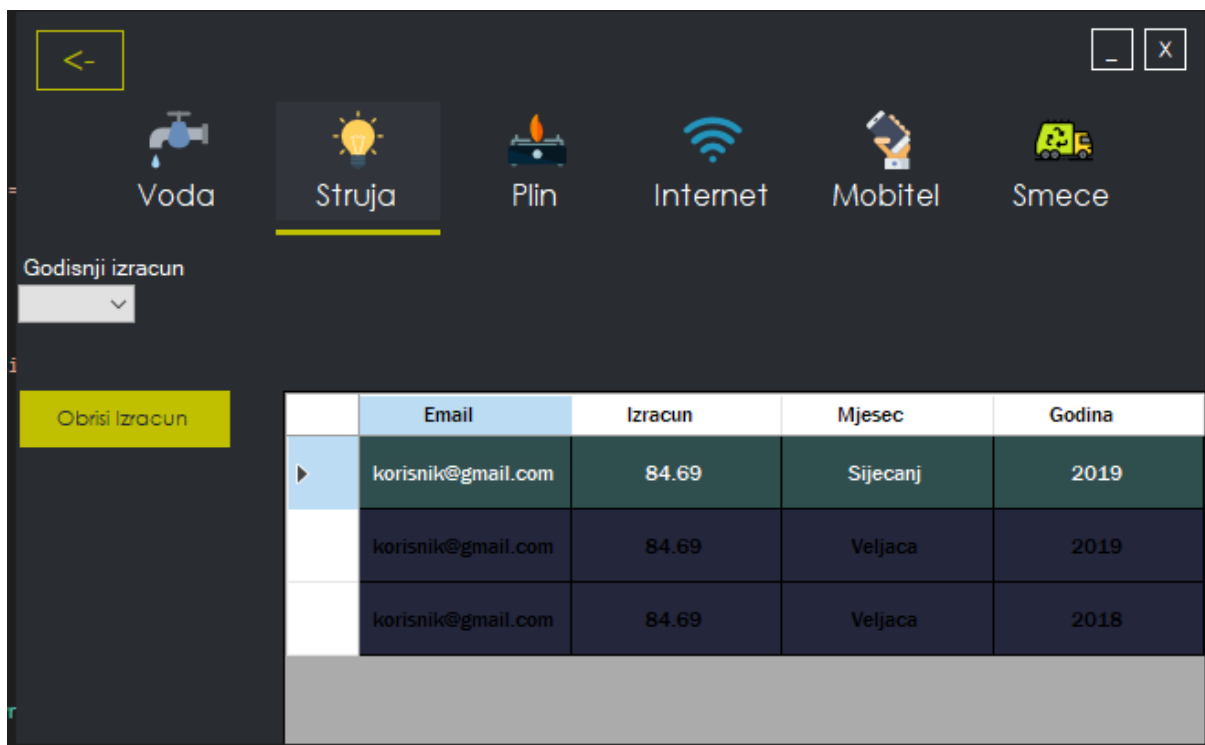 <-
_ X
Voda Struja Plin Internet Mobitel Smece
Godisnji izracun
Obrisi Izracun
Email Izracun Mjesec Godina
korisnik@gmail.com 84.69 Sijecanj 2019
korisnik@gmail.com 84.69 Veljaca 2019
korisnik@gmail.com 84.69 Veljaca 2018